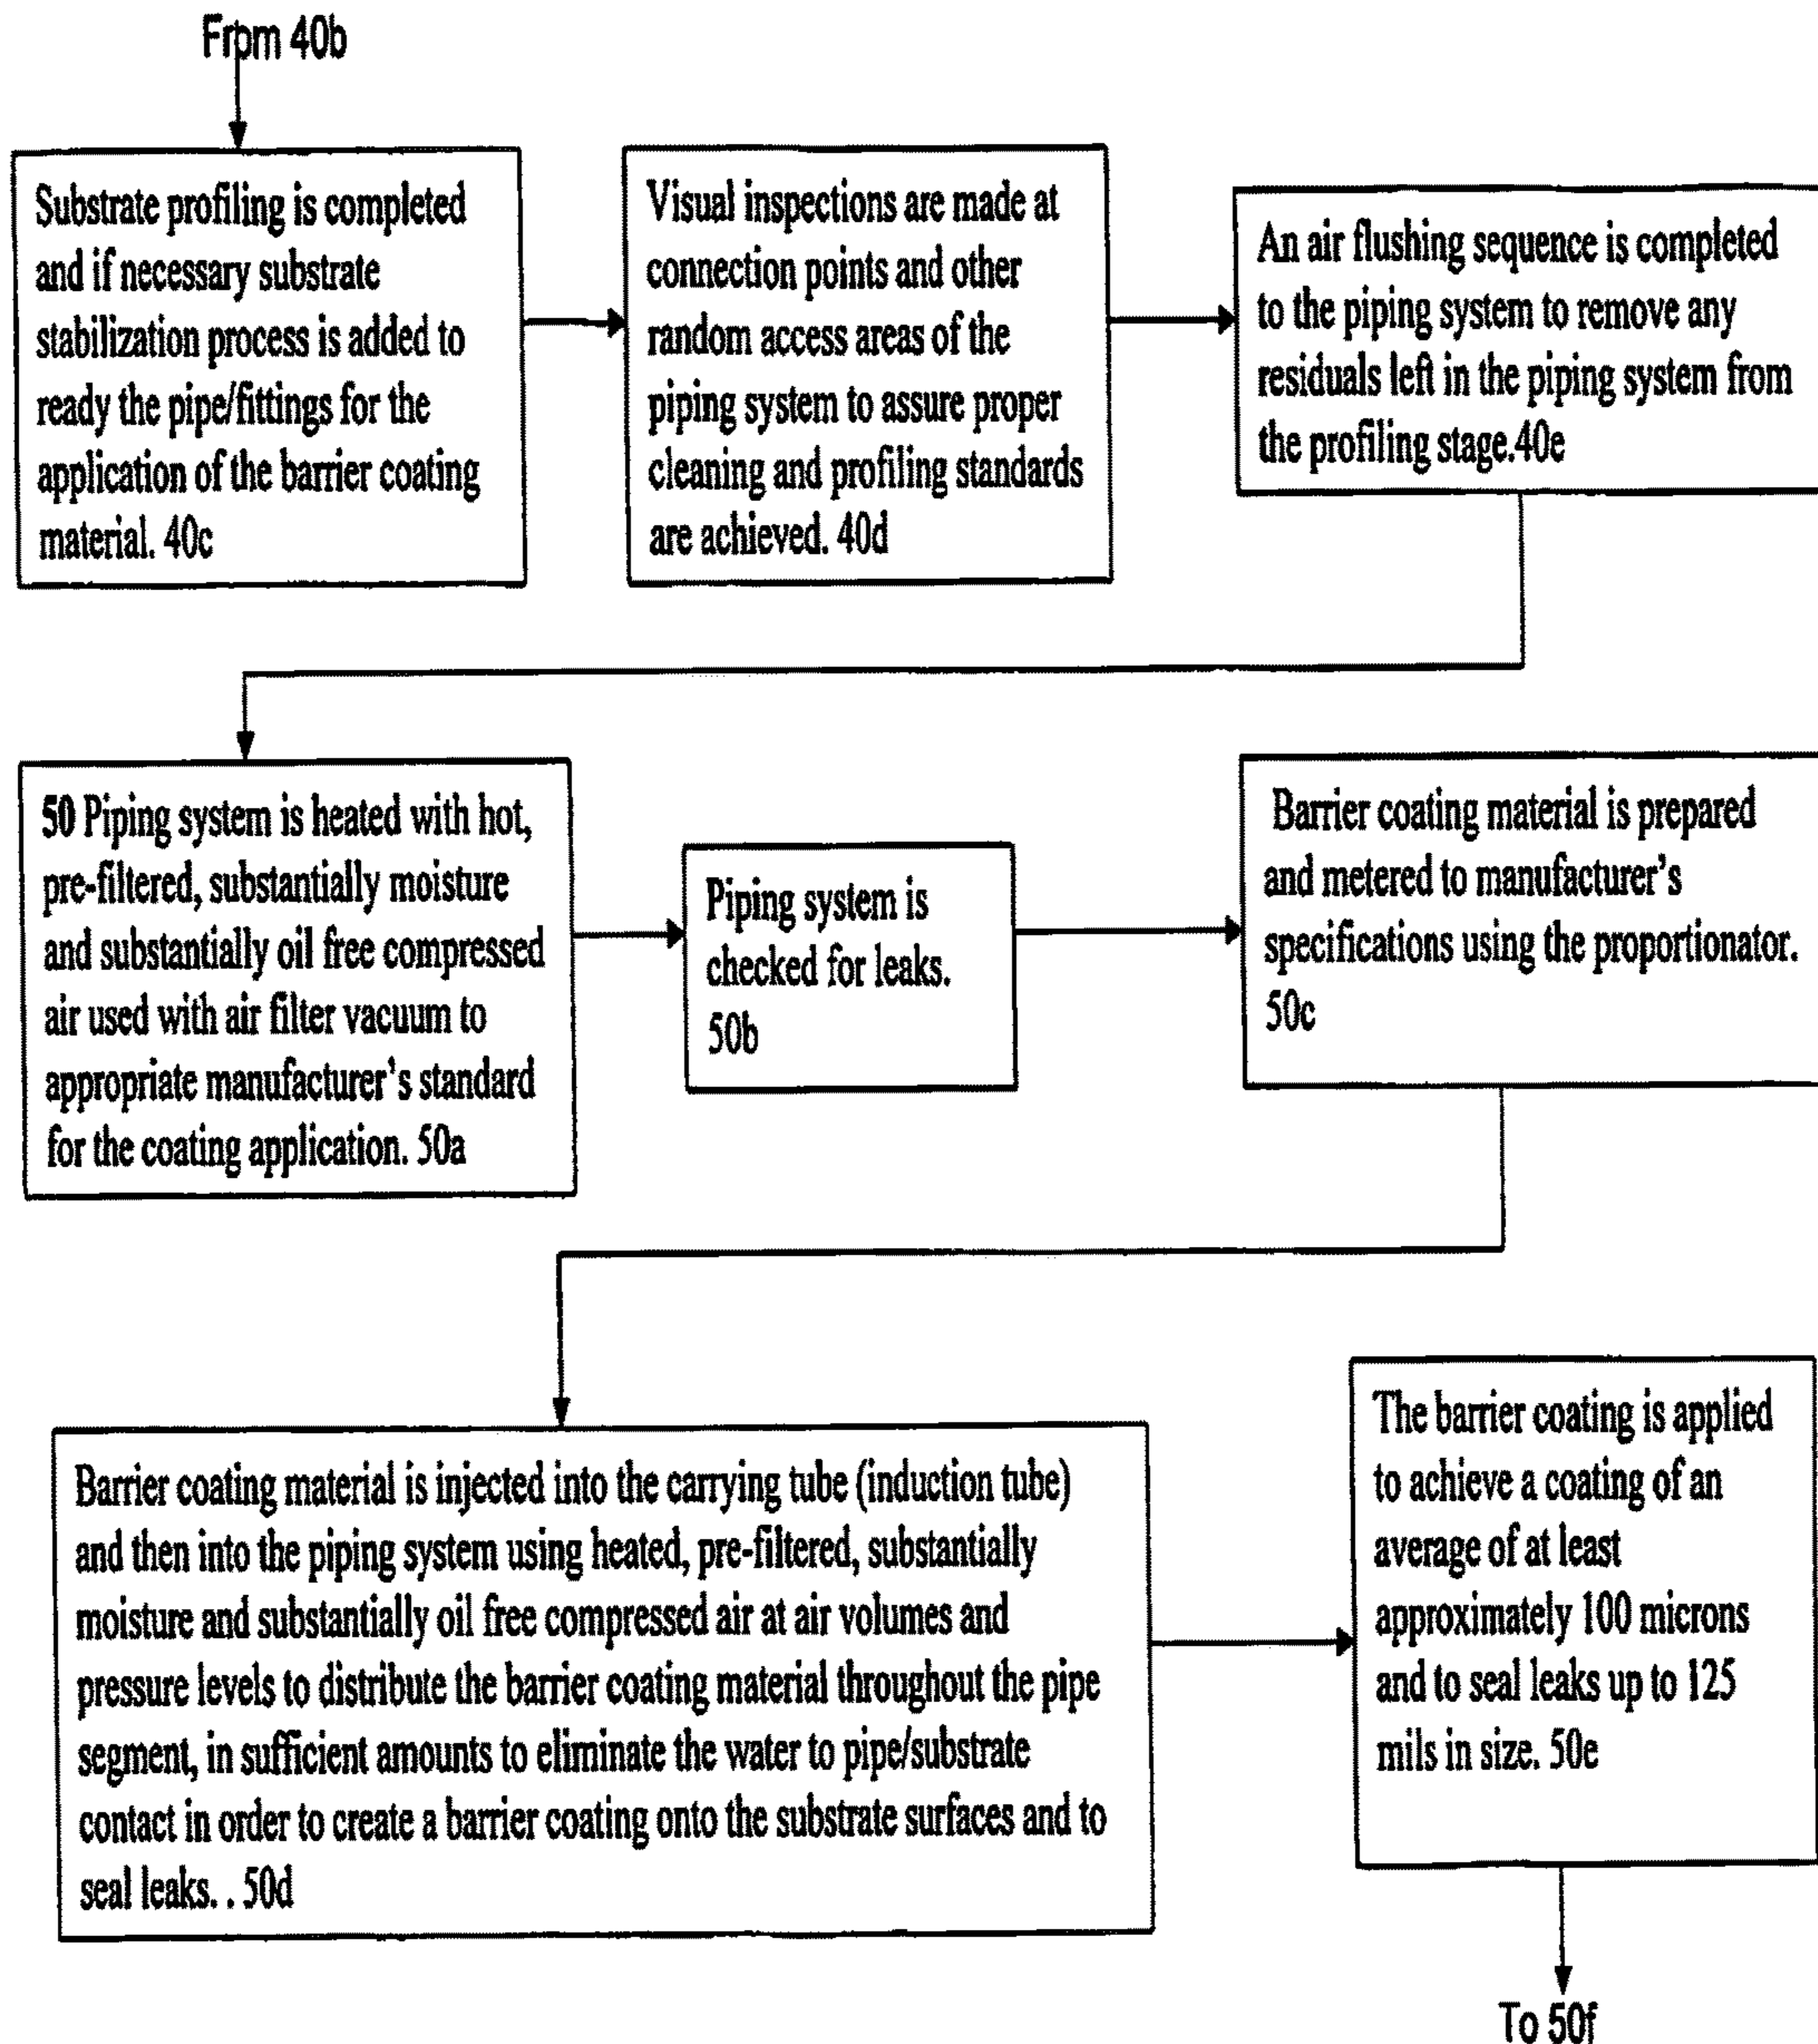 From 40b
Substrate profiling is completed
and if necessary substrate
stabilization process is added to
ready the pipe/fittings for the
application of the barrier coating
material. 40c
Visual inspections are made at
connection points and other
random access areas of the
piping system to assure proper
cleaning and profiling standards
are achieved. 40d
An air flushing sequence is completed
to the piping system to remove any
residuals left in the piping system from
the profiling stage.40e
50 Piping system is heated with hot,
pre-filtered, substantially moisture
and substantially oil free compressed
air used with air filter vacuum to
appropriate manufacturer's standard
for the coating application. 50a
Piping system is
checked for leaks.
50b
Barrier coating material is prepared
and metered to manufacturer's
specifications using the proportionator.
50c
Barrier coating material is injected into the carrying tube (induction tube)
and then into the piping system using heated, pre-filtered, substantially
moisture and substantially oil free compressed air at air volumes and
pressure levels to distribute the barrier coating material throughout the pipe
segment, in sufficient amounts to eliminate the water to pipe/substrate
contact in order to create a barrier coating onto the substrate surfaces and to
seal leaks. . 50d
The barrier coating is applied
to achieve a coating of an
average of at least
approximately 100 microns
and to seal leaks up to 125
mils in size. 50e
To 50f